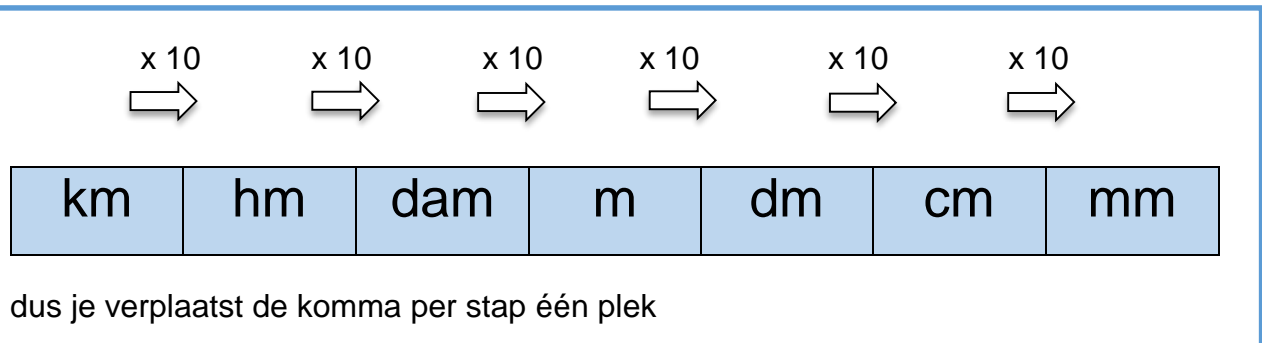 x 10 x 10 x 10 x 10 x 10 x 10
km hm dam m dm cm mm
dus je verplaatst de komma per stap één plek